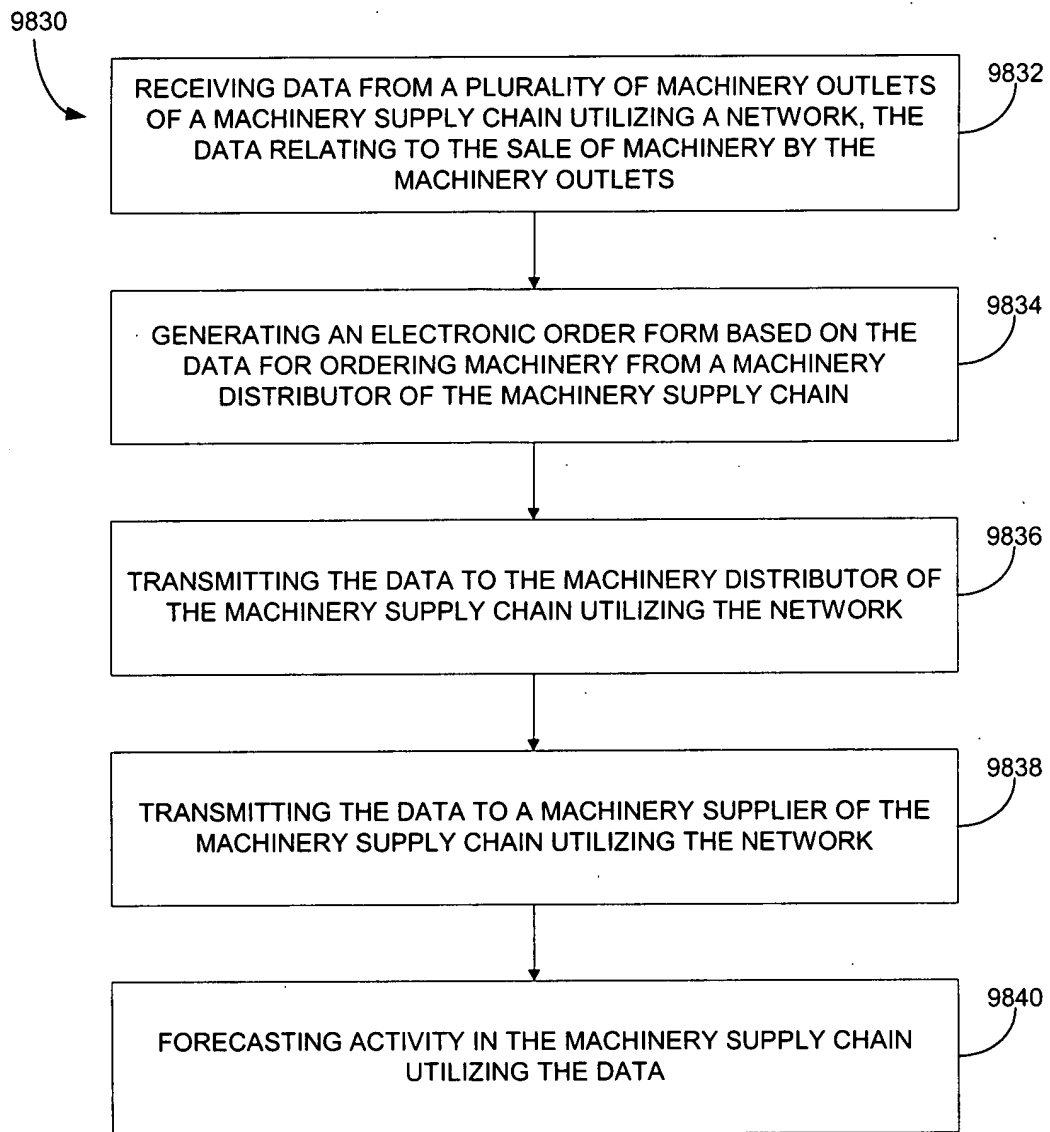 9830
RECEIVING DATA FROM A PLURALITY OF MACHINERY OUTLETS
OF A MACHINERY SUPPLY CHAIN UTILIZING A NETWORK, THE
DATA RELATING TO THE SALE OF MACHINERY BY THE
MACHINERY OUTLETS
9832
GENERATING AN ELECTRONIC ORDER FORM BASED ON THE
DATA FOR ORDERING MACHINERY FROM A MACHINERY
DISTRIBUTOR OF THE MACHINERY SUPPLY CHAIN
9834
TRANSMITTING THE DATA TO THE MACHINERY DISTRIBUTOR OF
THE MACHINERY SUPPLY CHAIN UTILIZING THE NETWORK
9836
TRANSMITTING THE DATA TO A MACHINERY SUPPLIER OF THE
MACHINERY SUPPLY CHAIN UTILIZING THE NETWORK
9838
FORECASTING ACTIVITY IN THE MACHINERY SUPPLY CHAIN
UTILIZING THE DATA
9840